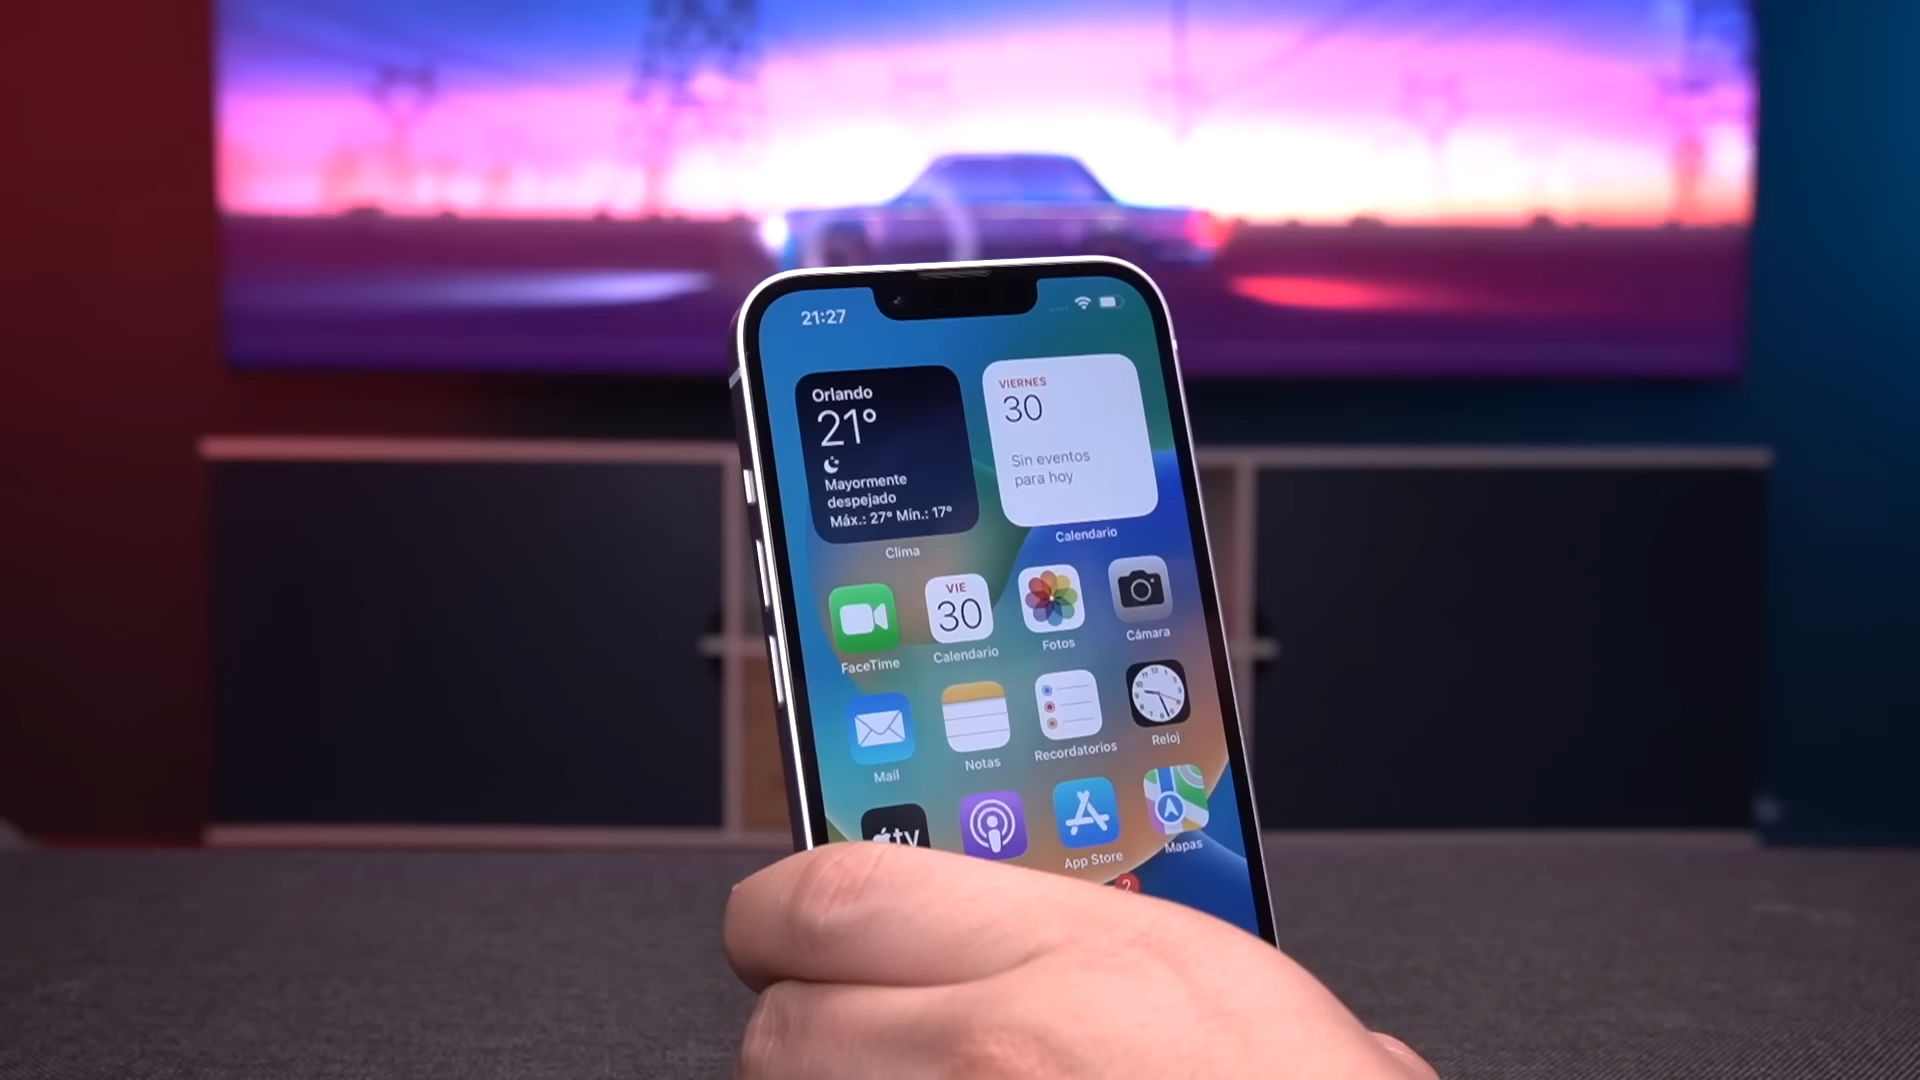 21:27
Orlando
21°
Mayormente
despejado
Máx.: 27° Mín.: 17°
Clima
VIERNES
30
Sin eventos
para hoy
Calendario
FaceTime
VIE
30
Calendario
Fotos
Cámara
Mail
Notas
Recordatorios
Reloj
tv
App Store
Mapas
2